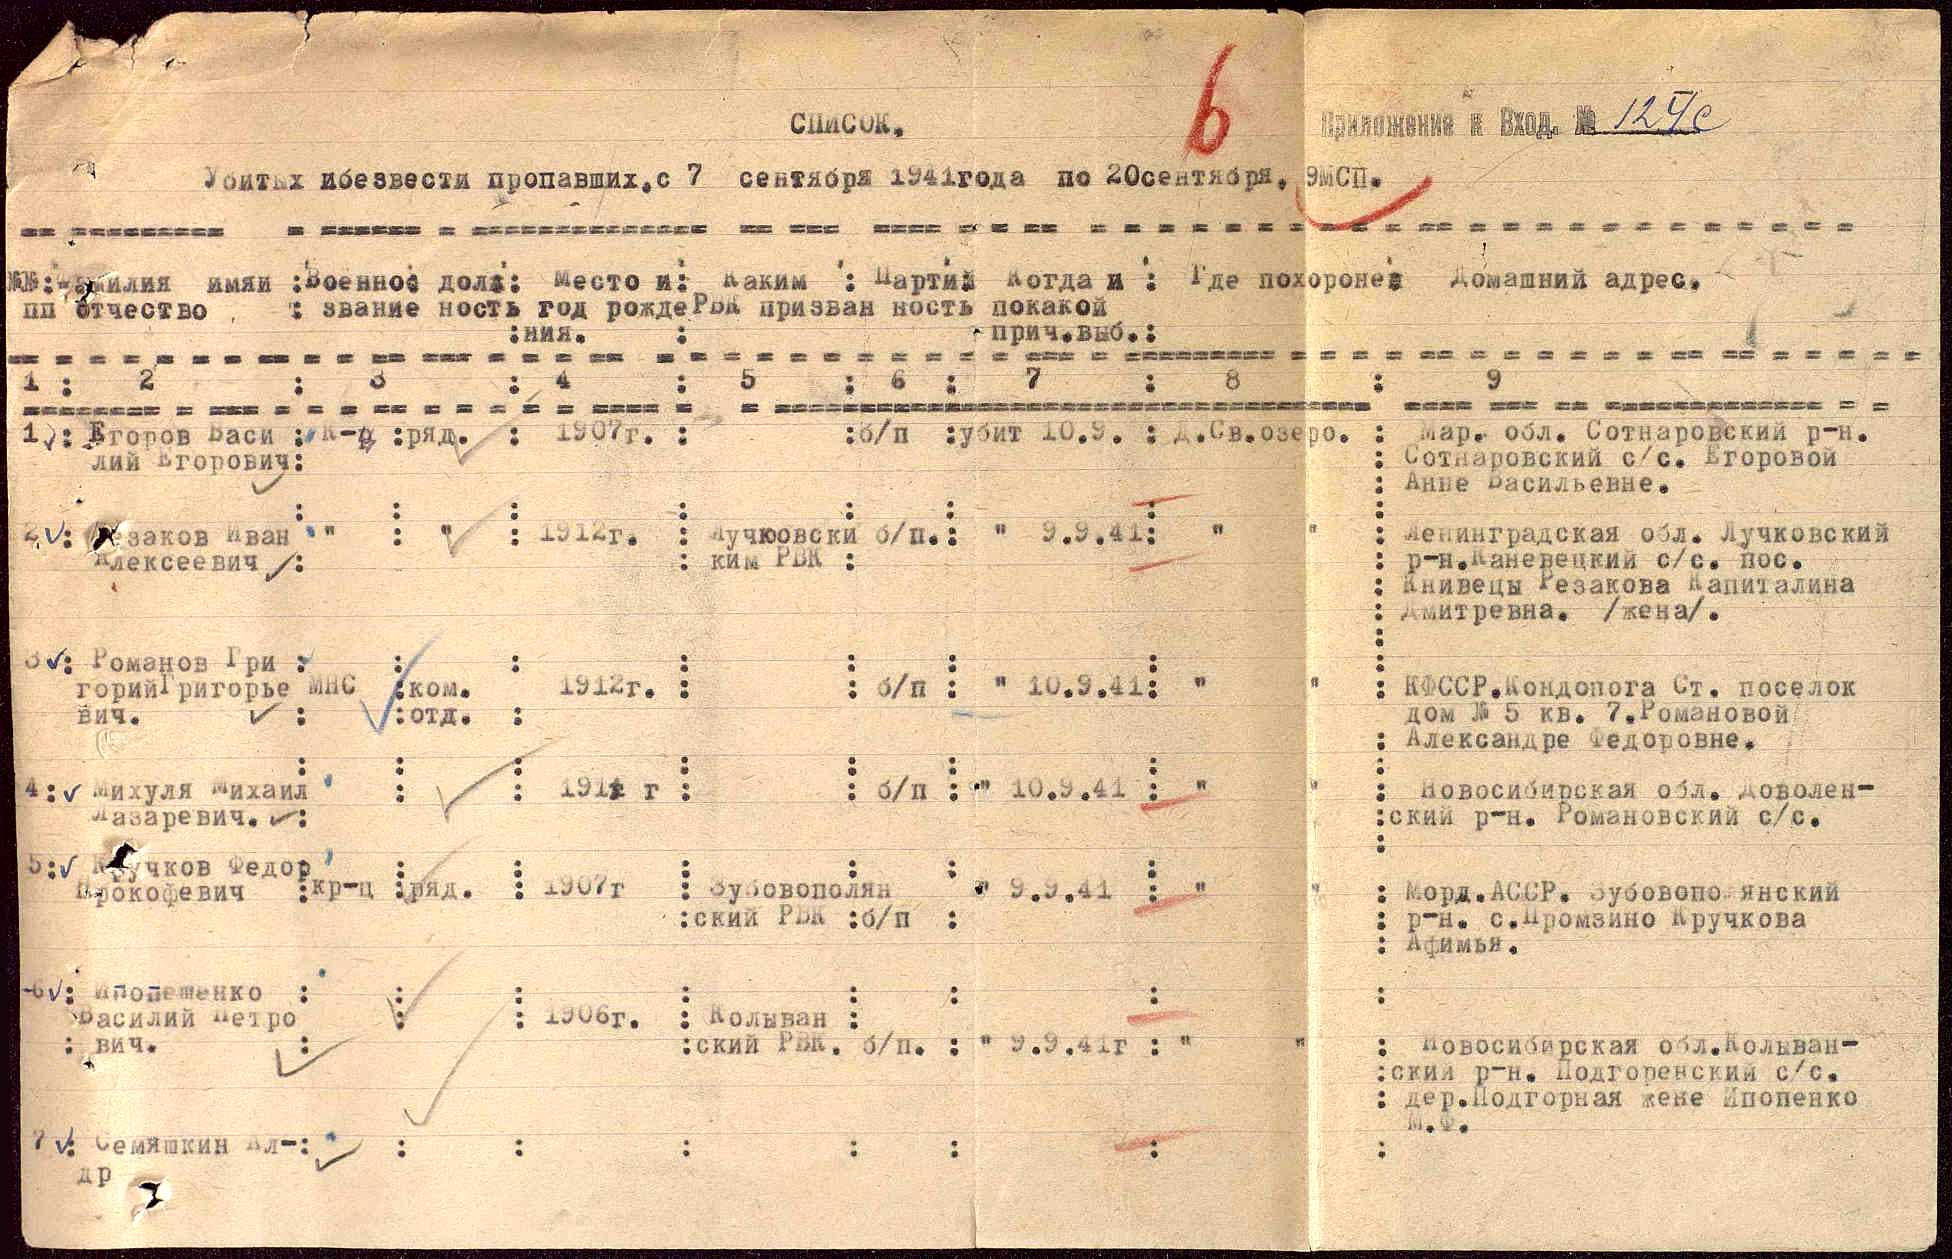 6
СПИСОК.
Приложение к Вход. № 124/с
Убитых ибезвести пропавших.с 7 сентября 1941года по 20сентября. 9МСП.
№№: Фамилия имяи :Военное долж: Место и: Каким : Партий Когда и : Где похоронен Домашний адрес.
пп отчество : звание ность год рожде РВК призван ность покакой
:ния. : прич.выб.:
1 : 2 : 3 : 4 : 5 : 6 : 7 : 8 : 9
1 : Егоров Васи : К-ц :ряд. : 1907г. : :б/п :убит 10.9. : Д.Св.озеро. : Мар. обл. Сотнаровский р-н.
лий Егорович: : Сотнаровский с/с. Егоровой
: Анне Васильевне.
2 : Резаков Иван " : " : 1912г. : Лучковски б/п.: " 9.9.41: " " : Ленинградская обл. Лучковский
Алексеевич : : ким РВК : : р-н.Каневецкий с/с. пос.
: Книвецы Резакова Капиталина
: Дмитревна. /жена/.
3 : Романов Гри : : : : : : :
горийГригорье МНС :ком. 1912г. : : б/п : " 10.9.41: " " : КФССР.Кондопога Ст. поселок
вич. : :отд. : дом № 5 кв. 7.Романовой
: Александре Федоровне.
4: Михуля Михаил : : 1911 г : : б/п : " 10.9.41 : " " : Новосибирская обл. Доволен-
Лазаревич. : :ский р-н. Романовский с/с.
5: Кручков Федор : : : : :
Прокофевич :кр-ц :ряд. : 1907г Зубовополян " 9.9.41 : " " : Морд.АССР. Зубовополянский
:ский РВК :б/п : : р-н. с.Промзино Кручкова
: Афимья.
6 : Ипопешенко : : : : : : : :
Василий Петро : : 1906г. : Колыван :
: вич. : :ский РВК. б/п. : " 9.9.41г : " " : Новосибирская обл.Колыван-
:ский р-н. Подгоренский с/с.
: дер.Подгорная жене Ипопенко
М.Ф.
7 : Семяшкин Ал-: : : : : : : :
др